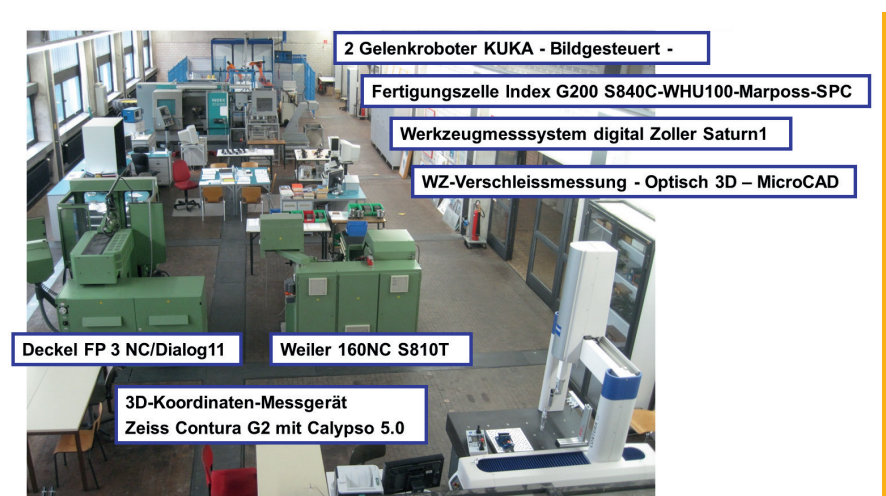 2 Gelenkroboter KUKA - Bildgesteuert -
Fertigungszelle Index G200 S840C-WHU100-Marposs-SPC
Werkzeugmesssystem digital Zoller Saturn1
WZ-Verschleissmessung - Optisch 3D – MicroCAD
Deckel FP 3 NC/Dialog11
Weiler 160NC S810T
3D-Koordinaten-Messgerät
Zeiss Contura G2 mit Calypso 5.0